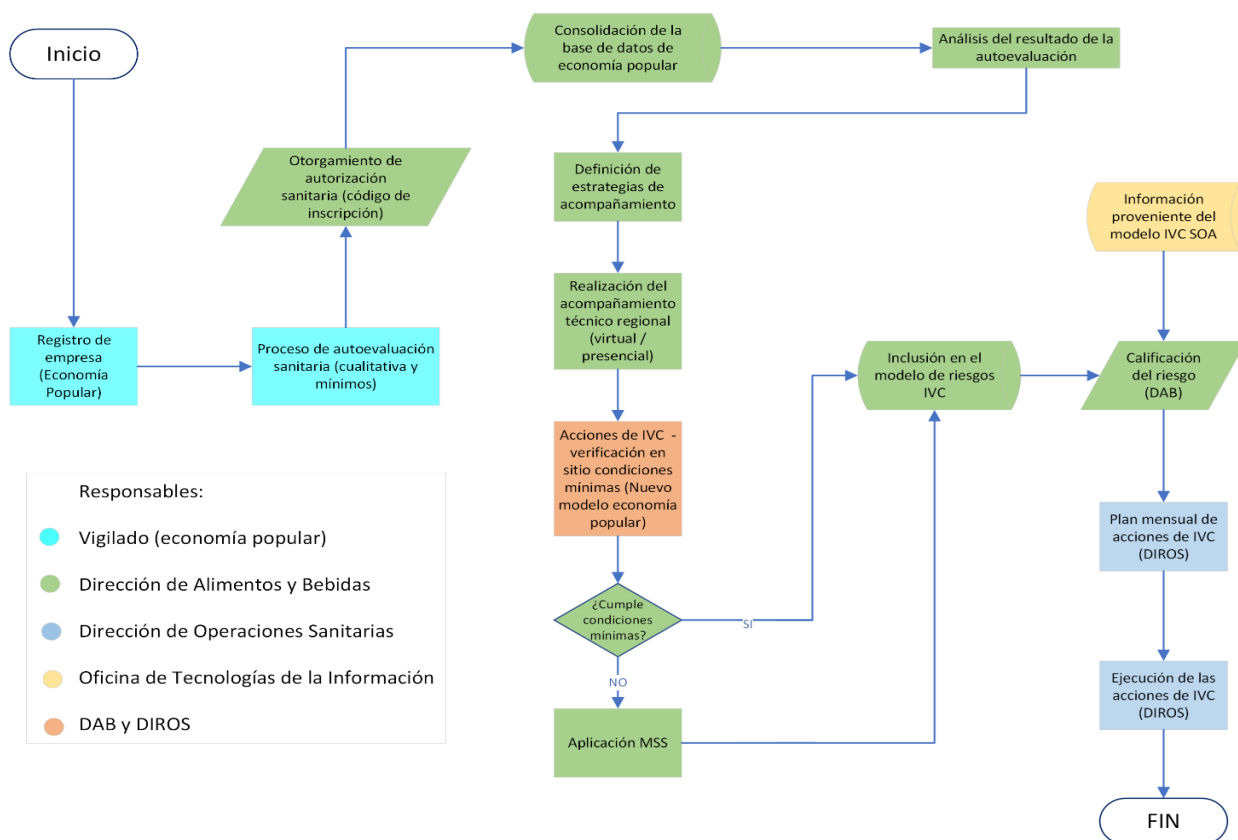 Inicio
Registro de
empresa
(Economía
Popular)
Proceso de autoevaluación
sanitaria (cualitativa y
mínimos)
Otorgamiento de
autorización
sanitaria (código de
inscripción)
Consolidación de la
base de datos de
economía popular
Análisis del resultado de la
autoevaluación
Definición de
estrategias de
acompañamiento
Realización del
acompañamiento
técnico regional
(virtual /
presencial)
Acciones de IVC -
verificación en
sitio condiciones
mínimas (Nuevo
modelo economía
popular)
¿Cumple
condiciones
mínimas?
SI
NO
Aplicación MSS
Inclusión en el
modelo de riesgos
IVC
Información
proveniente del
modelo IVC SOA
Calificación
del riesgo
(DAB)
Plan mensual de
acciones de IVC
(DIROS)
Ejecución de las
acciones de IVC
(DIROS)
FIN
Responsables:
Vigilado (economía popular)
Dirección de Alimentos y Bebidas
Dirección de Operaciones Sanitarias
Oficina de Tecnologías de la Información
DAB y DIROS